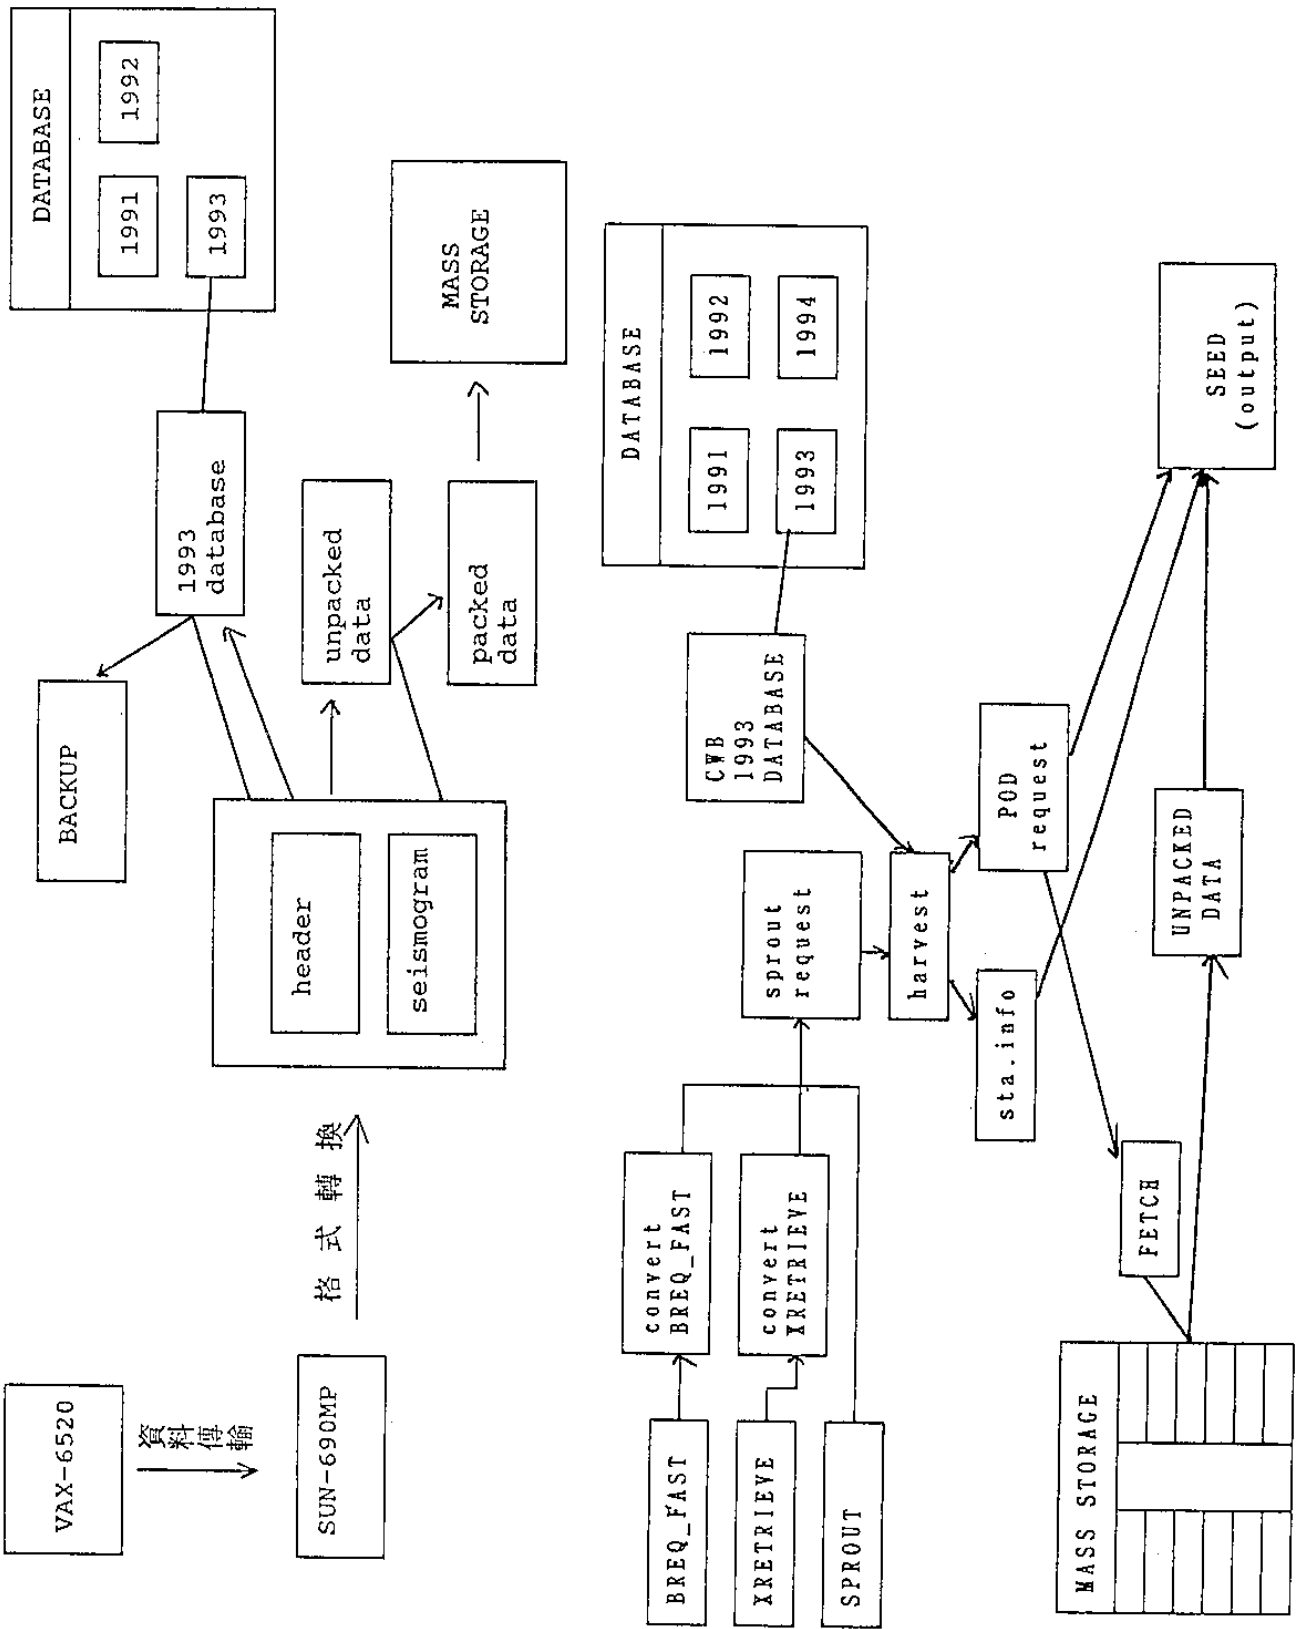 VAX-6520
資料傳輸
SUN-690MP
格式轉換
header
seismogram
BACKUP
1993
database
unpacked
data
packed
data
DATABASE
1991
1992
1993
MASS
STORAGE
BREQ_FAST
XRETRIEVE
SPROUT
convert
BREQ_FAST
convert
XRETRIEVE
sprout
request
CWB
1993
DATABASE
DATABASE
1991
1992
1993
1994
harvest
sta.info
POD
request
MASS STORAGE
FETCH
UNPACKED
DATA
SEED
(output)